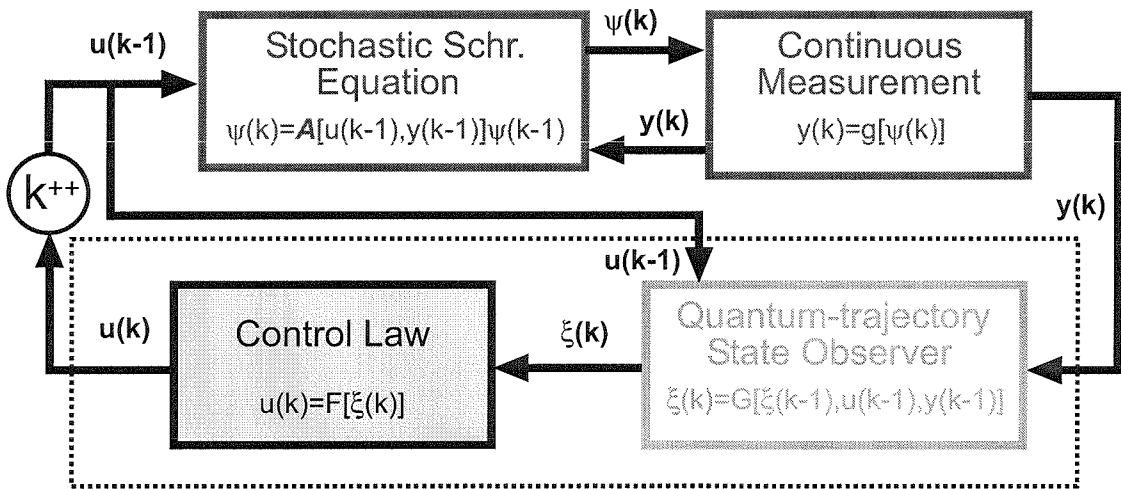 u(k-1)
Stochastic Schr.
Equation
ψ(k)=A[u(k-1),y(k-1)]ψ(k-1)
ψ(k)
y(k)
Continuous
Measurement
y(k)=g[ψ(k)]
k++
y(k)
u(k-1)
u(k)
Control Law
u(k)=F[ξ(k)]
ξ(k)
Quantum-trajectory
State Observer
ξ(k)=G[ξ(k-1),u(k-1),y(k-1)]